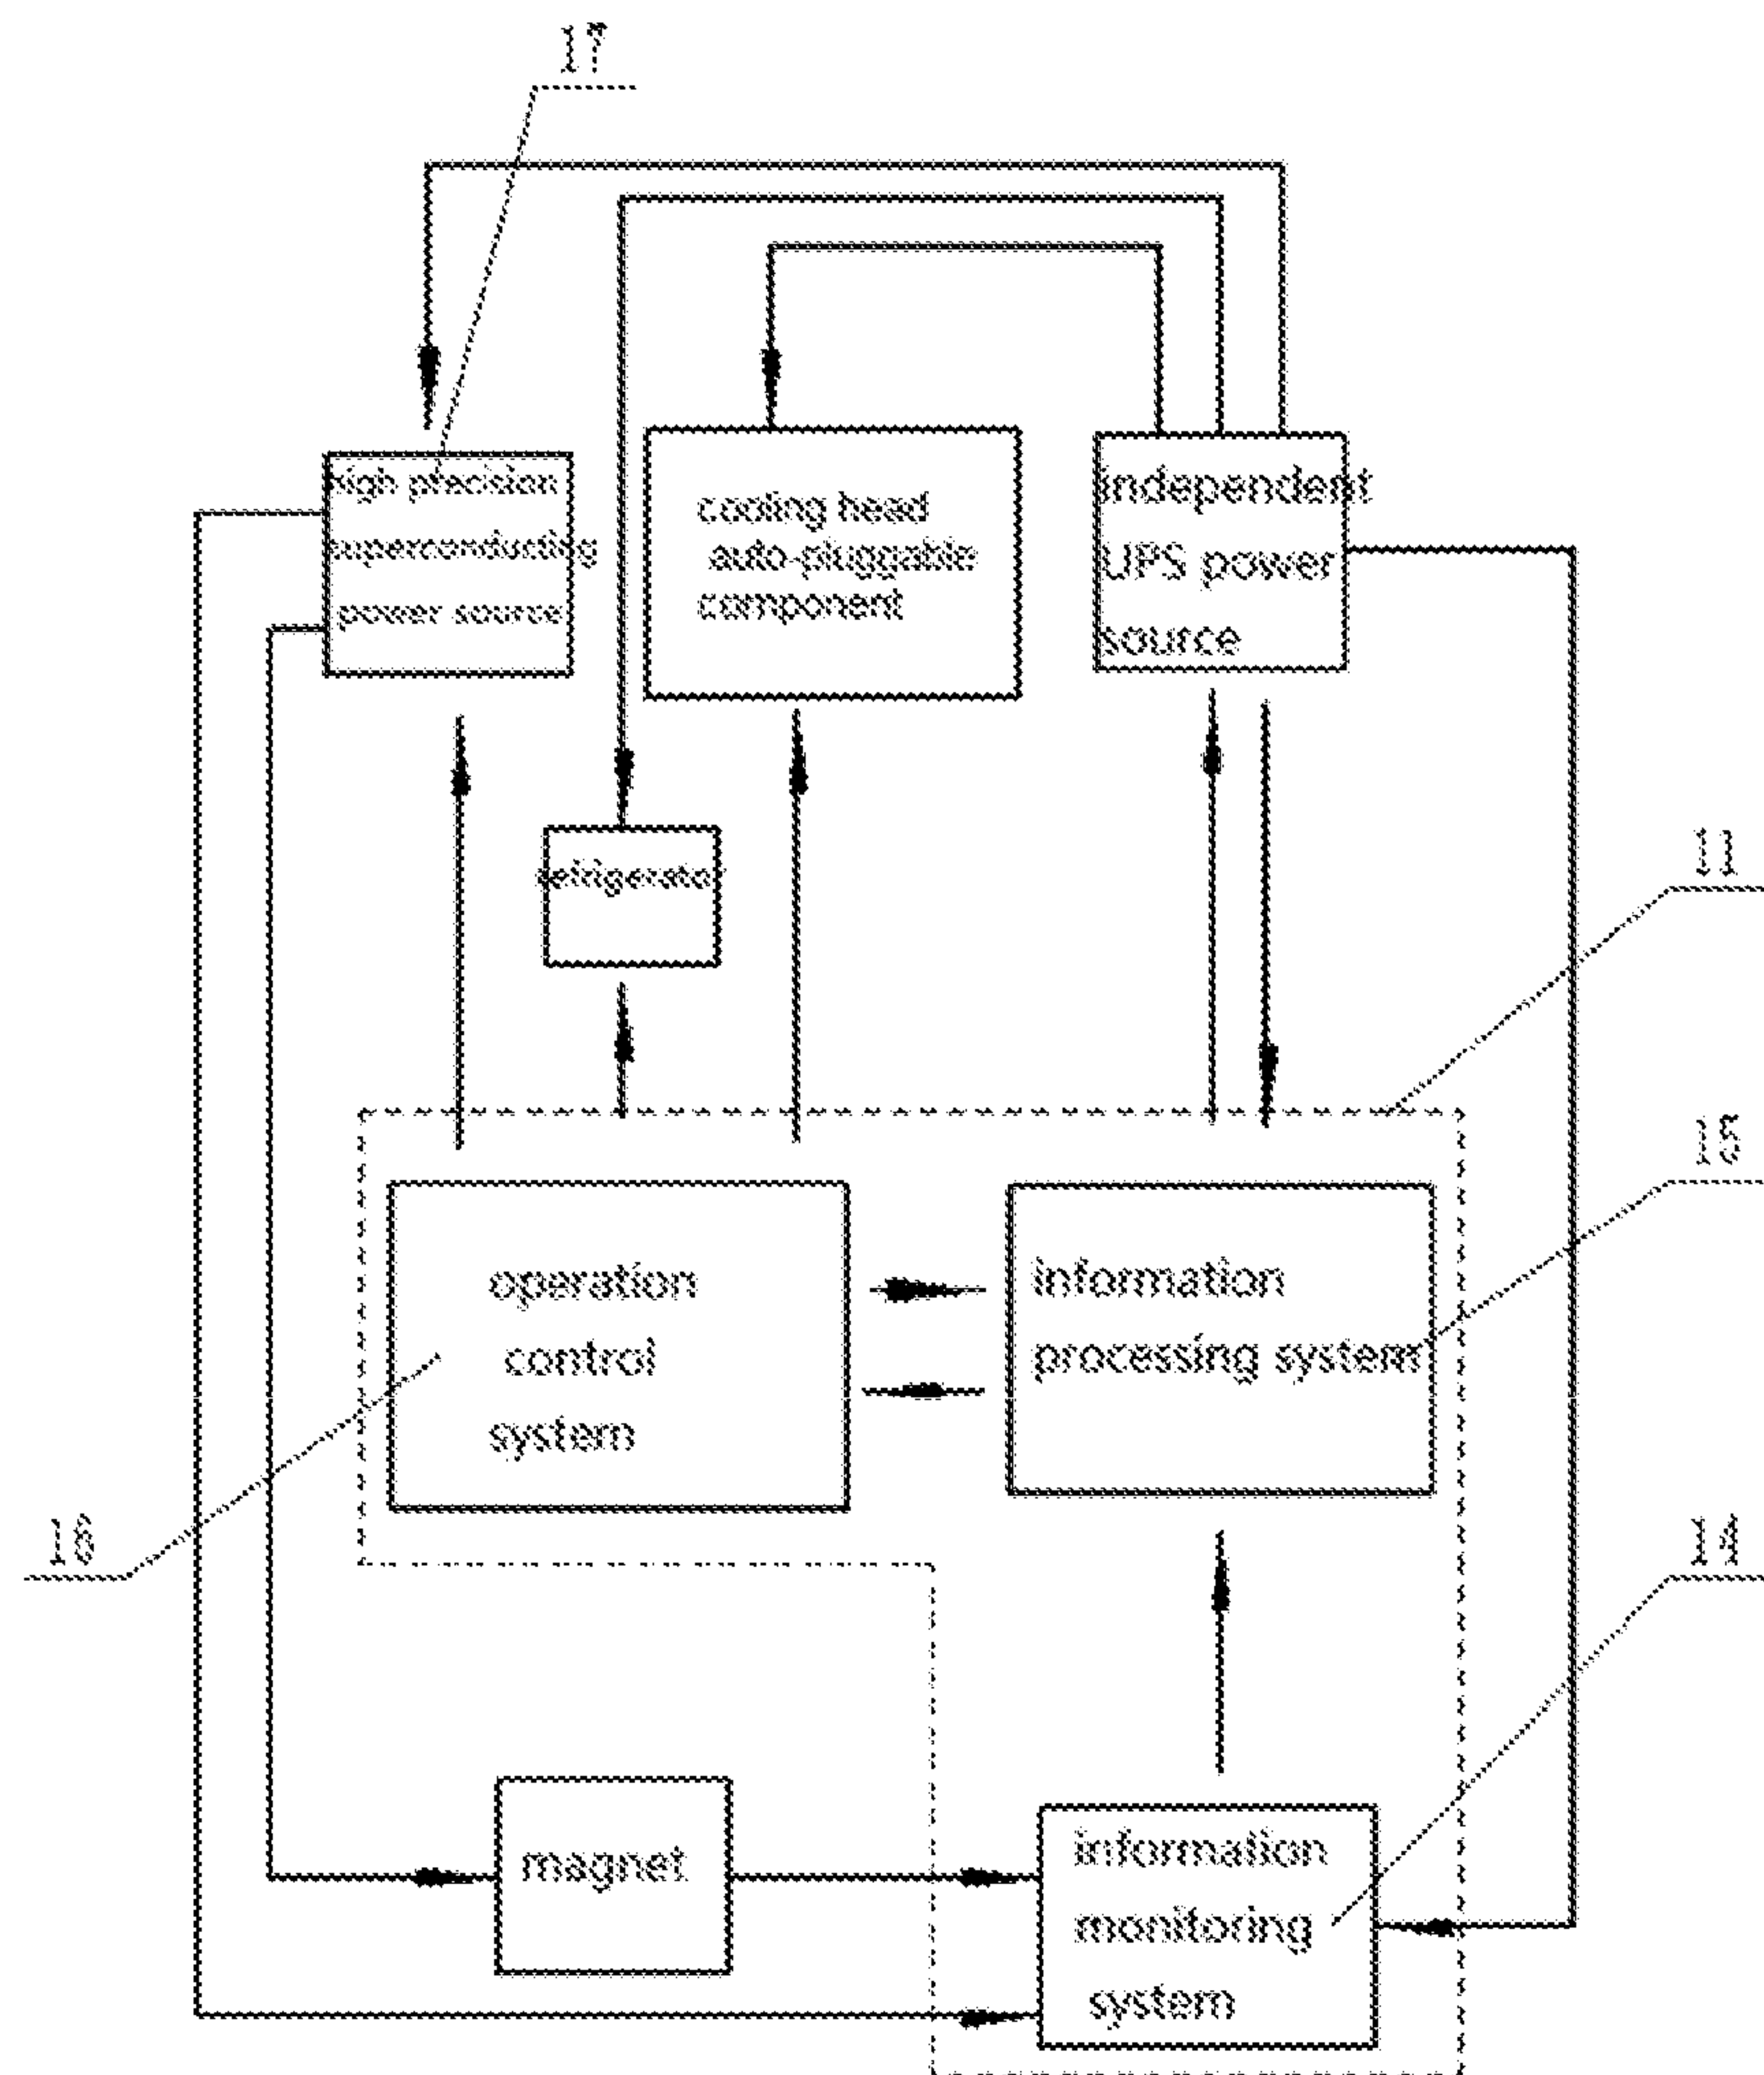 17
high precision
superconducting
power source
cooling head
auto-pluggable
component
independent
UPS power
source
refrigerator
11
15
operation
control
system
information
processing system
16
14
magnet
information
monitoring
system